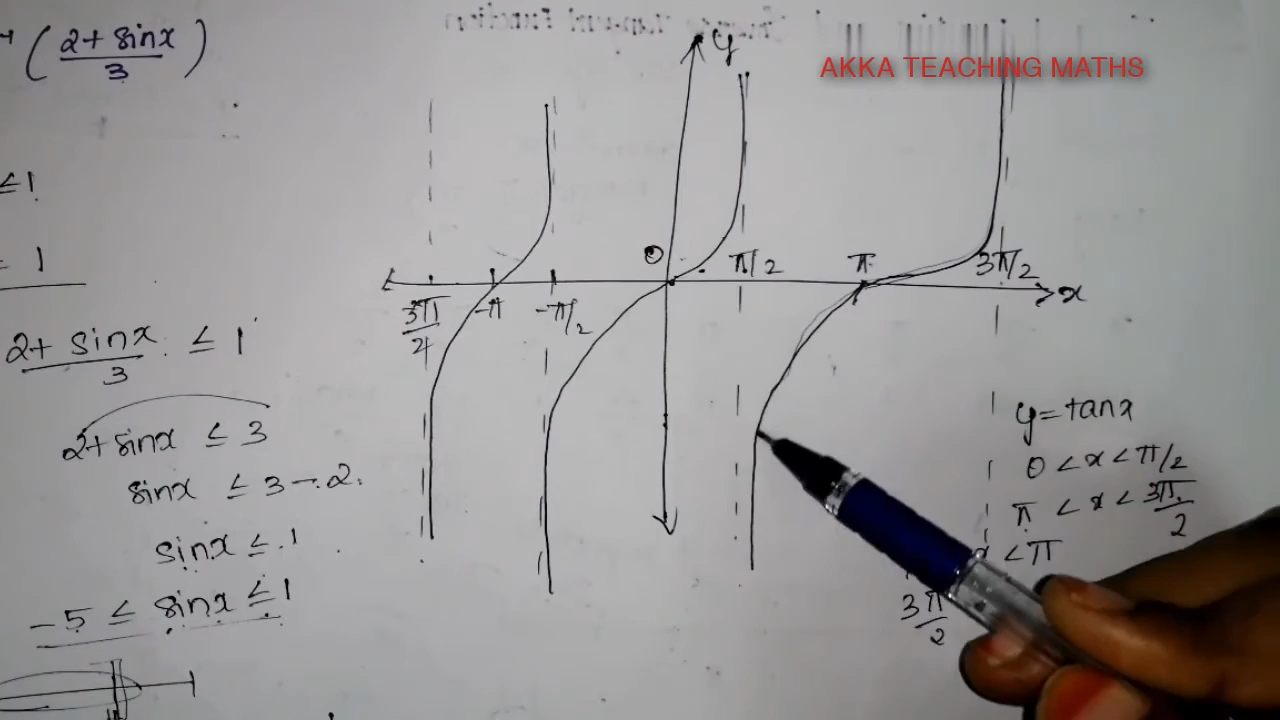 AKKA TEACHING MATHS
(2 + sinx / 3)
≤ 1
1
2 + sinx / 3 ≤ 1
2 + sinx ≤ 3
sinx ≤ 3 - 2.
sinx ≤ 1
-5 ≤ sinx ≤ 1
y
0
π/2
π
3π/2
x
3π/2
-π
-π/2
y = tanx
0 < x < π/2
π < x < 3π/2
x < π
3π/2